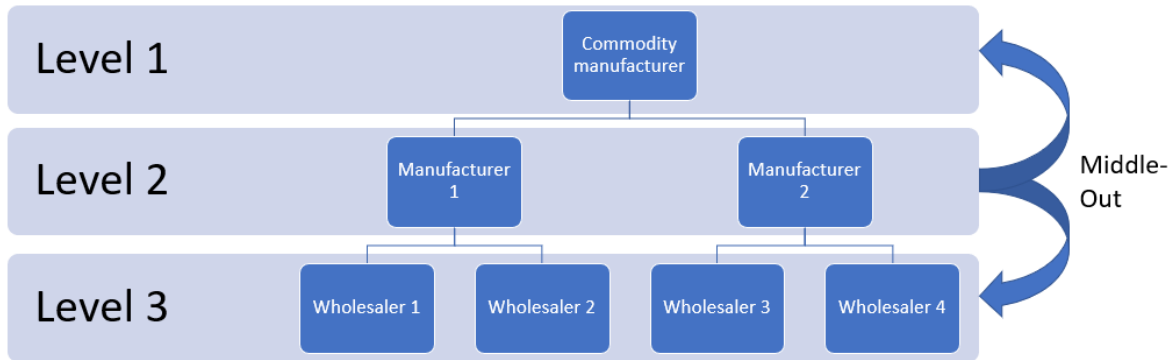 Level 1
Commodity
manufacturer
Level 2
Manufacturer
1
Manufacturer
2
Middle-
Out
Level 3
Wholesaler 1
Wholesaler 2
Wholesaler 3
Wholesaler 4